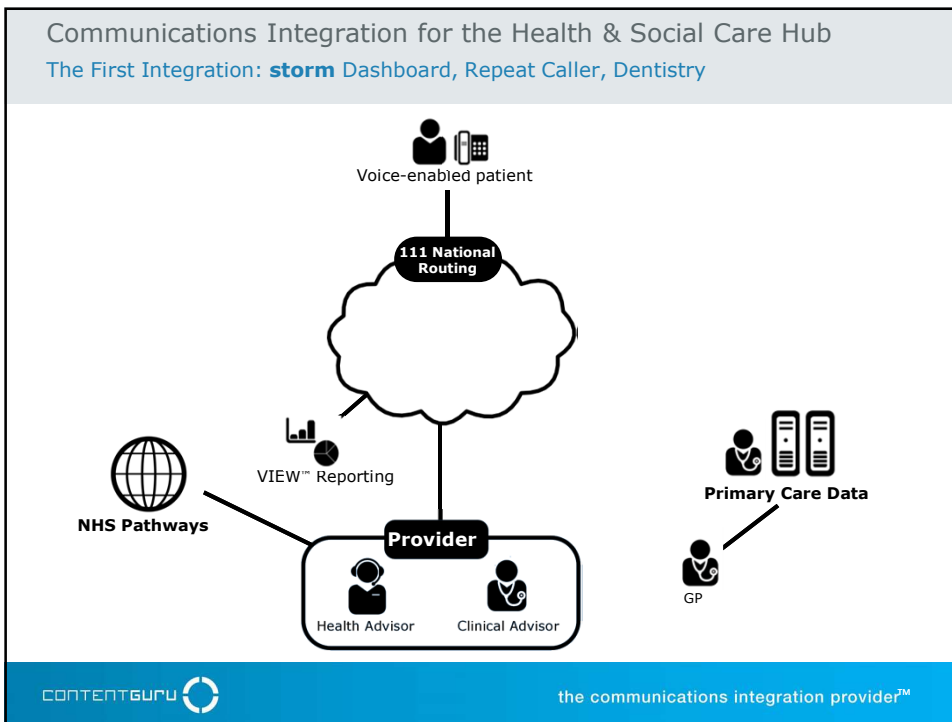 Communications Integration for the Health & Social Care Hub
The First Integration: storm Dashboard, Repeat Caller, Dentistry
Voice-enabled patient
111 National
Routing
VIEW™ Reporting
NHS Pathways
Primary Care Data
Provider
GP
Health Advisor
Clinical Advisor
CONTENTGURU
the communications integration provider™